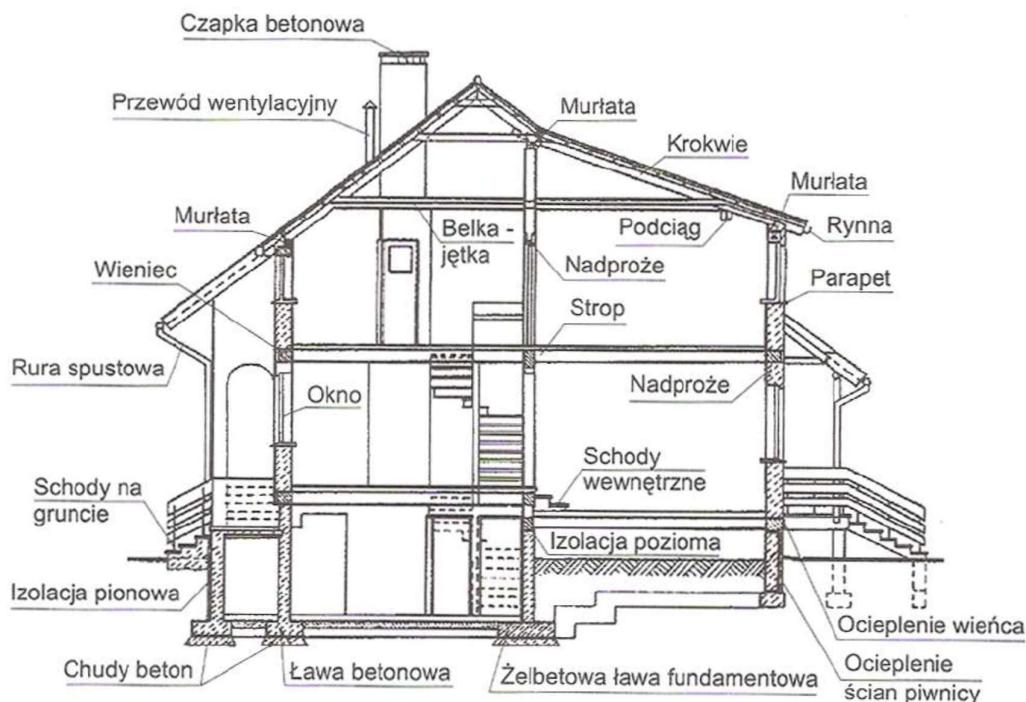 Czapka betonowa
Przewód wentylacyjny
Murłata
Krokwie
Murłata
Murłata
Belka -
jętka
Podciąg
Rynna
Wieniec
Nadproże
Parapet
Strop
Rura spustowa
Okno
Nadproże
Schody na
gruncie
Schody
wewnętrzne
Izolacja pozioma
Izolacja pionowa
Ocieplenie wieńca
Chudy beton
Ława betonowa
Żelbetowa ława fundamentowa
Ocieplenie
ścian piwnicy